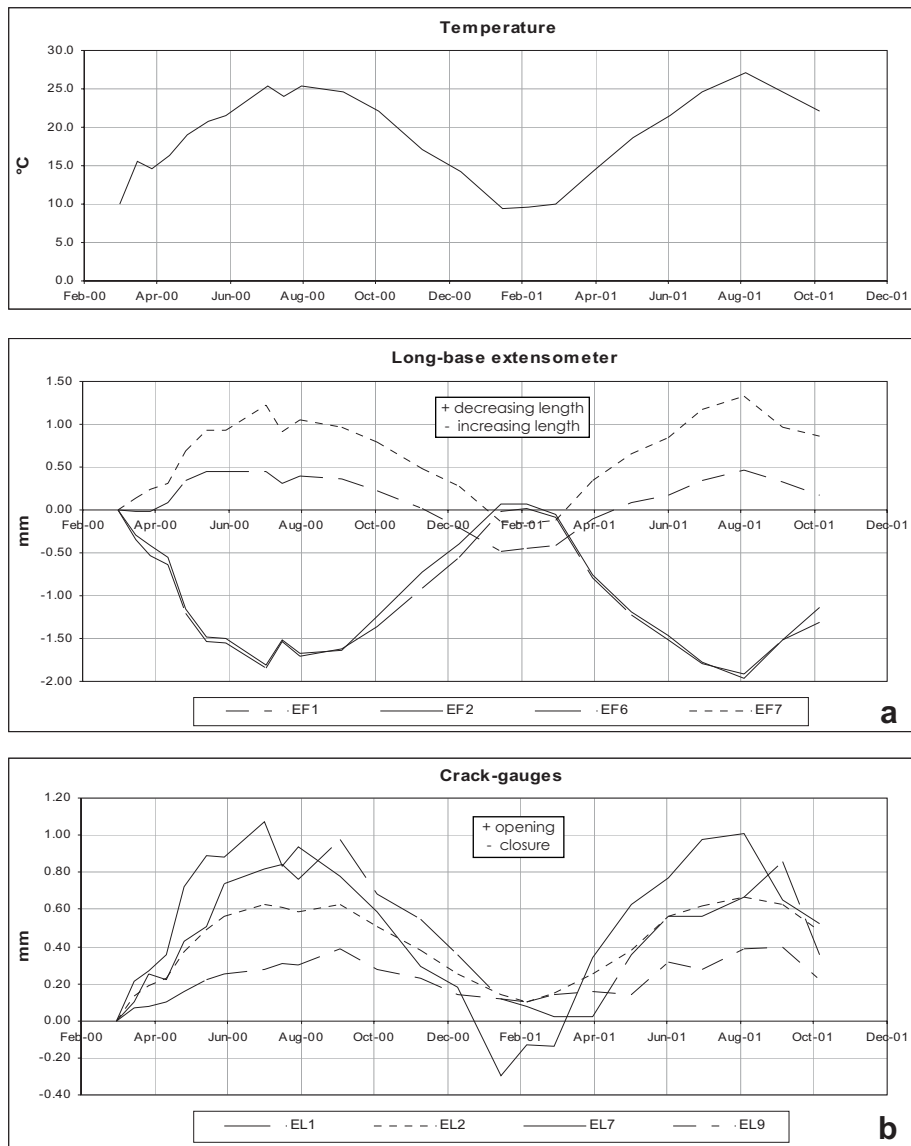 Temperature
30.0
25.0
20.0
15.0
10.0
5.0
0.0
°C
Feb-00 Apr-00 Jun-00 Aug-00 Oct-00 Dec-00 Feb-01 Apr-01 Jun-01 Aug-01 Oct-01 Dec-01
Long-base extensometer
1.50
1.00
0.50
0.00
-0.50
-1.00
-1.50
-2.00
mm
+ decreasing length
- increasing length
Feb-00 Apr-00 Jun-00 Aug-00 Oct-00 Dec-00 Feb-01 Apr-01 Jun-01 Aug-01 Oct-01 Dec-01
EF1 EF2 EF6 EF7
a
Crack-gauges
1.20
1.00
0.80
0.60
0.40
0.20
0.00
-0.20
-0.40
mm
+ opening
- closure
Feb-00 Apr-00 Jun-00 Aug-00 Oct-00 Dec-00 Feb-01 Apr-01 Jun-01 Aug-01 Oct-01 Dec-01
EL1 EL2 EL7 EL9
b